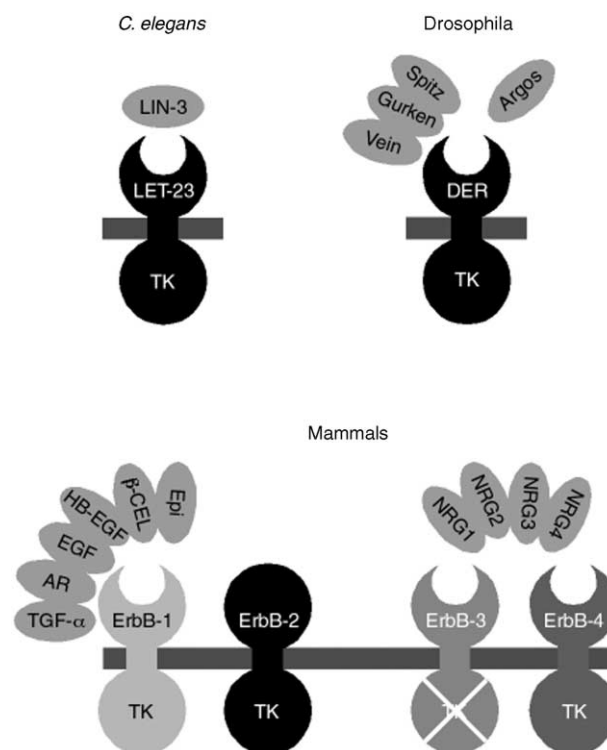 C. elegans
Drosophila
LIN-3
Spitz
Gurken
Vein
Argos
LET-23
DER
TK
TK
Mammals
TGF-α
AR
EGF
HB-EGF
β-CEL
Epi
NRG1
NRG2
NRG3
NRG4
ErbB-1
ErbB-2
ErbB-3
ErbB-4
TK
TK
TK
TK